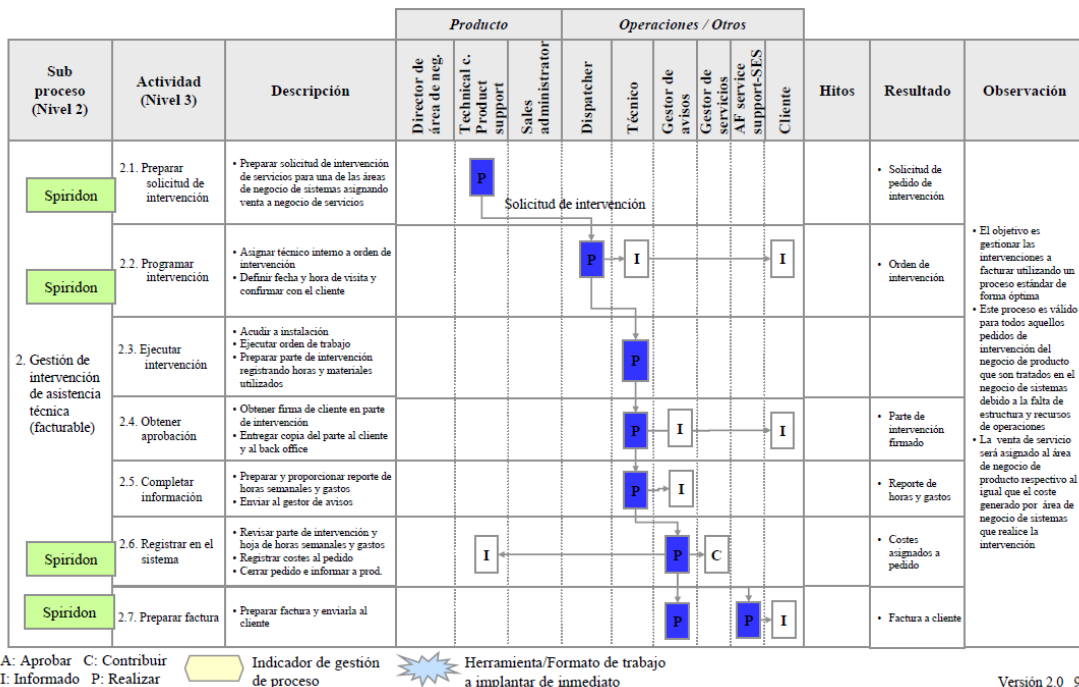 Producto
Operaciones / Otros
Sub
proceso
(Nivel 2)
Actividad
(Nivel 3)
Descripción
Director de
área de neg.
Technical c.
Product
support
Sales
administrator
Dispatcher
Técnico
Gestor de
avisos
Gestor de
servicios
AF service
support-SES
Cliente
Hitos
Resultado
Observación
2. Gestión de
intervención
de asistencia
técnica
(facturable)
Spiridon
2.1. Preparar
solicitud de
intervención
• Preparar solicitud de intervención
de servicios para una de las áreas
de negocio de sistemas asignando
venta a negocio de servicios
P
Solicitud de intervención
• Solicitud de
pedido de
intervención
Spiridon
2.2. Programar
intervención
• Asignar técnico interno a orden de
intervención
• Definir fecha y hora de visita y
confirmar con el cliente
P
I
I
• Orden de
intervención
2.3. Ejecutar
intervención
• Acudir a instalación
• Ejecutar orden de trabajo
• Preparar parte de intervención
registrando horas y materiales
utilizados
P
2.4. Obtener
aprobación
• Obtener firma de cliente en parte
de intervención
• Entregar copia del parte al cliente
y al back office
P
I
I
• Parte de
intervención
firmado
2.5. Completar
información
• Preparar y proporcionar reporte de
horas semanales y gastos
• Enviar al gestor de avisos
P
I
• Reporte de
horas y gastos
Spiridon
2.6. Registrar en el
sistema
• Revisar parte de intervención y
hoja de horas semanales y gastos
• Registrar costes al pedido
• Cerrar pedido e informar a prod.
I
P
C
• Costes
asignados a
pedido
Spiridon
2.7. Preparar factura
• Preparar factura y enviarla al
cliente
P
P
I
• Factura a cliente
• El objetivo es
gestionar las
intervenciones a
facturar utilizando un
proceso estándar de
forma óptima
• Este proceso es válido
para todos aquellos
pedidos de
intervención del
negocio de producto
que son tratados en el
negocio de sistemas
debido a la falta de
estructura y recursos
de operaciones
• La venta de servicio
será asignado al área
de negocio de
producto respectivo al
igual que el coste
generado por área de
negocio de sistemas
que realice la
intervención
A: Aprobar C: Contribuir
I: Informado P: Realizar
Indicador de gestión
de proceso
Herramienta/Formato de trabajo
a implantar de inmediato
Versión 2.0 9